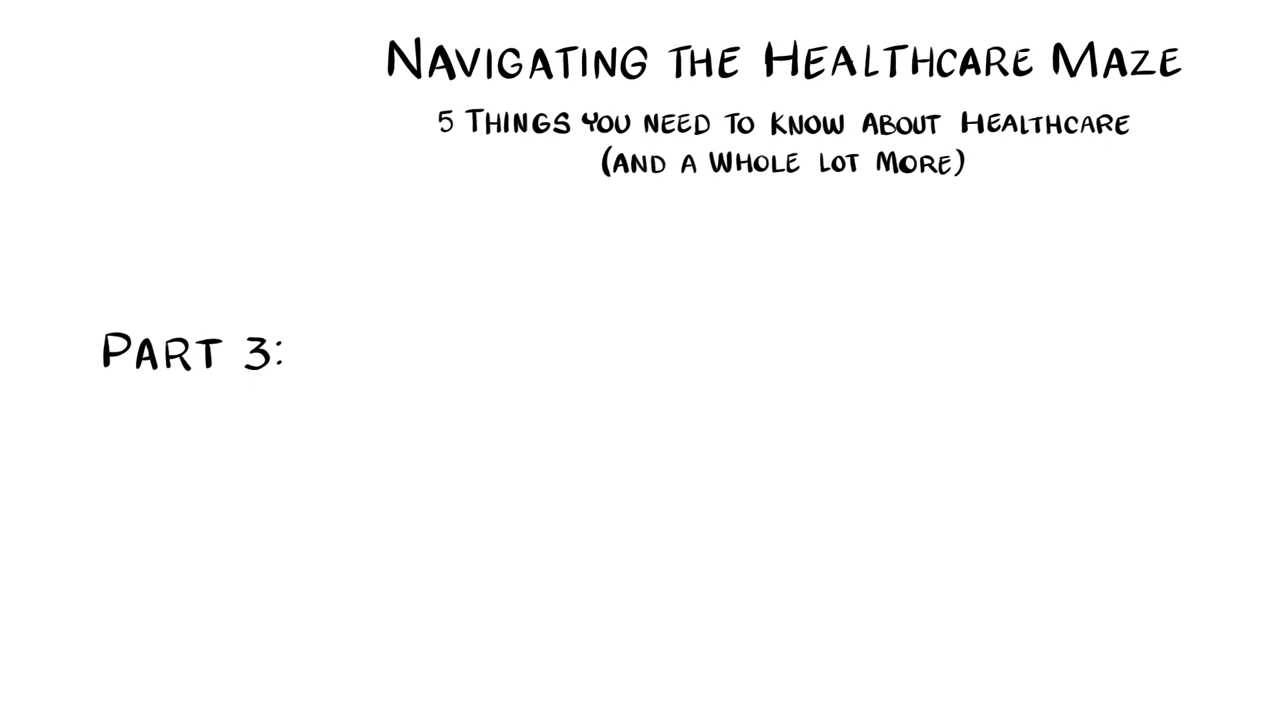 NAVIGATING THE HEALTHCARE MAZE
5 THINGS YOU NEED TO KNOW ABOUT HEALTHCARE
(AND A WHOLE LOT MORE)
PART 3: